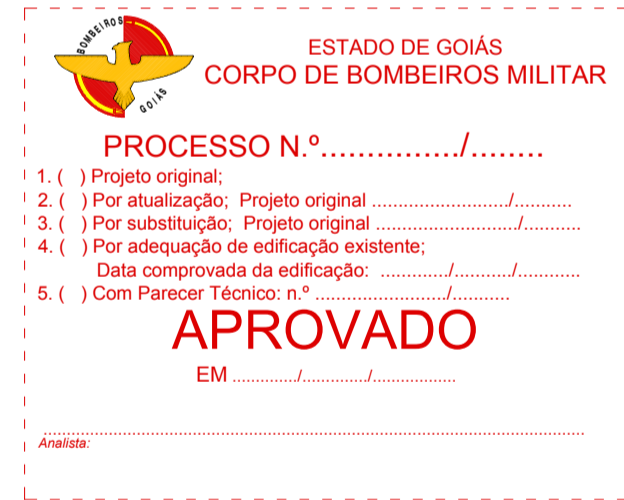 BOMBEIROS
GOIÁS
ESTADO DE GOIÁS
CORPO DE BOMBEIROS MILITAR
PROCESSO N.º................/........
1. ( ) Projeto original;
2. ( ) Por atualização; Projeto original ........................./...........
3. ( ) Por substituição; Projeto original ........................../...........
4. ( ) Por adequação de edificação existente;
Data comprovada da edificação: ............./.........../............
5. ( ) Com Parecer Técnico: n.º ......................../...........
APROVADO
EM ............../............../..................
........................................................................................................................
Analista: